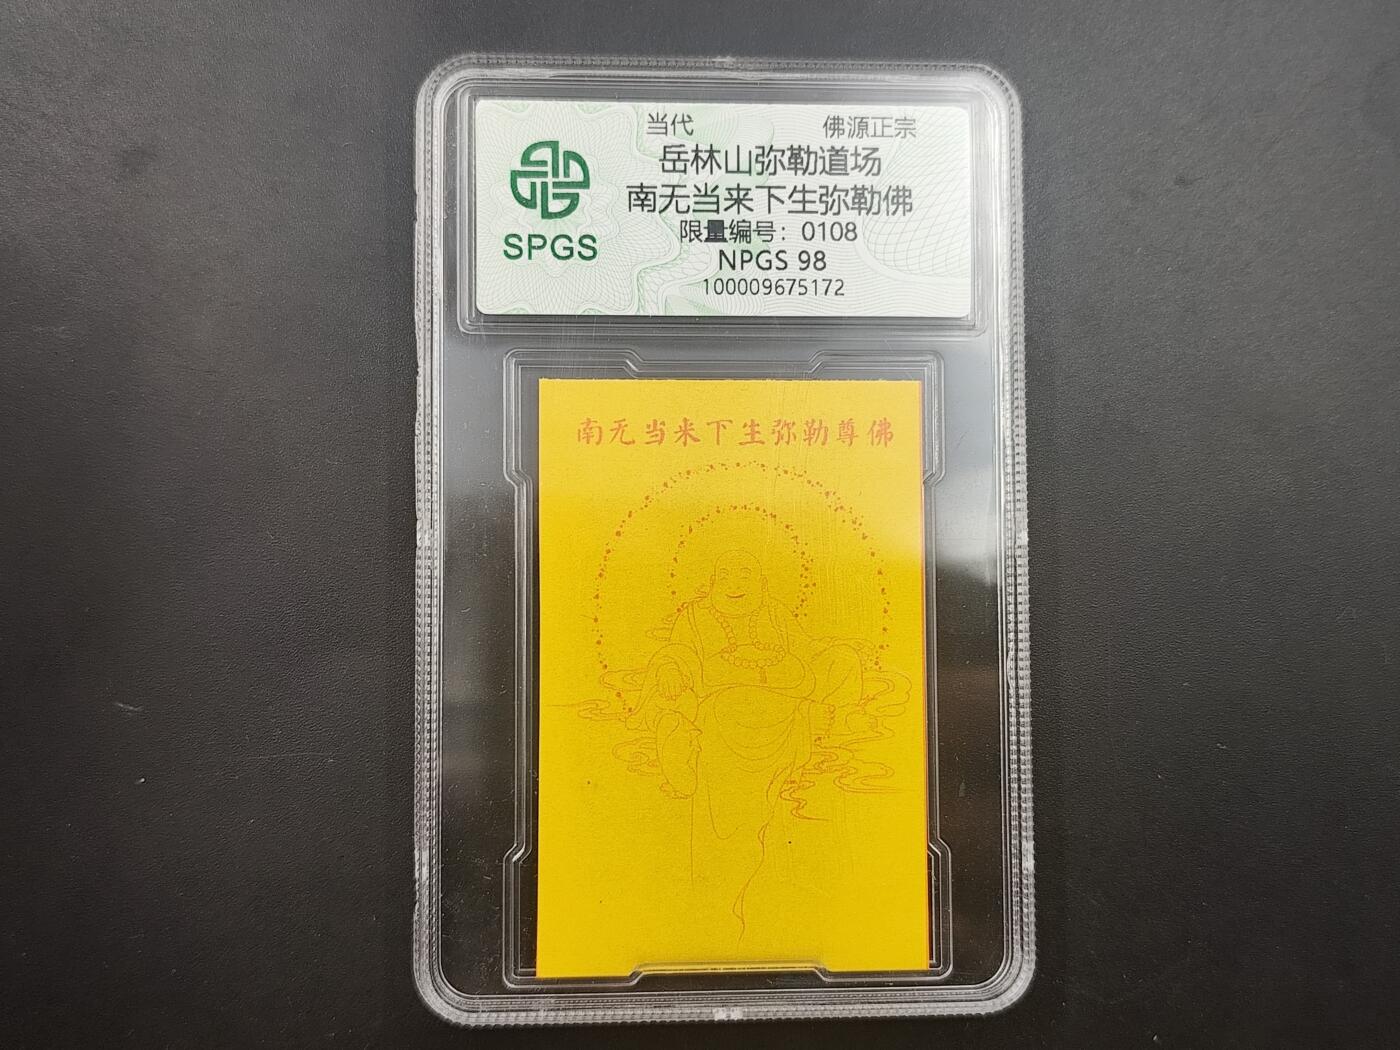 当代 佛源正宗
岳林山弥勒道场
南无当来下生弥勒佛
限量编号：0108
NPGS 98
100009675172
SPGS
南无当来下生弥勒尊佛